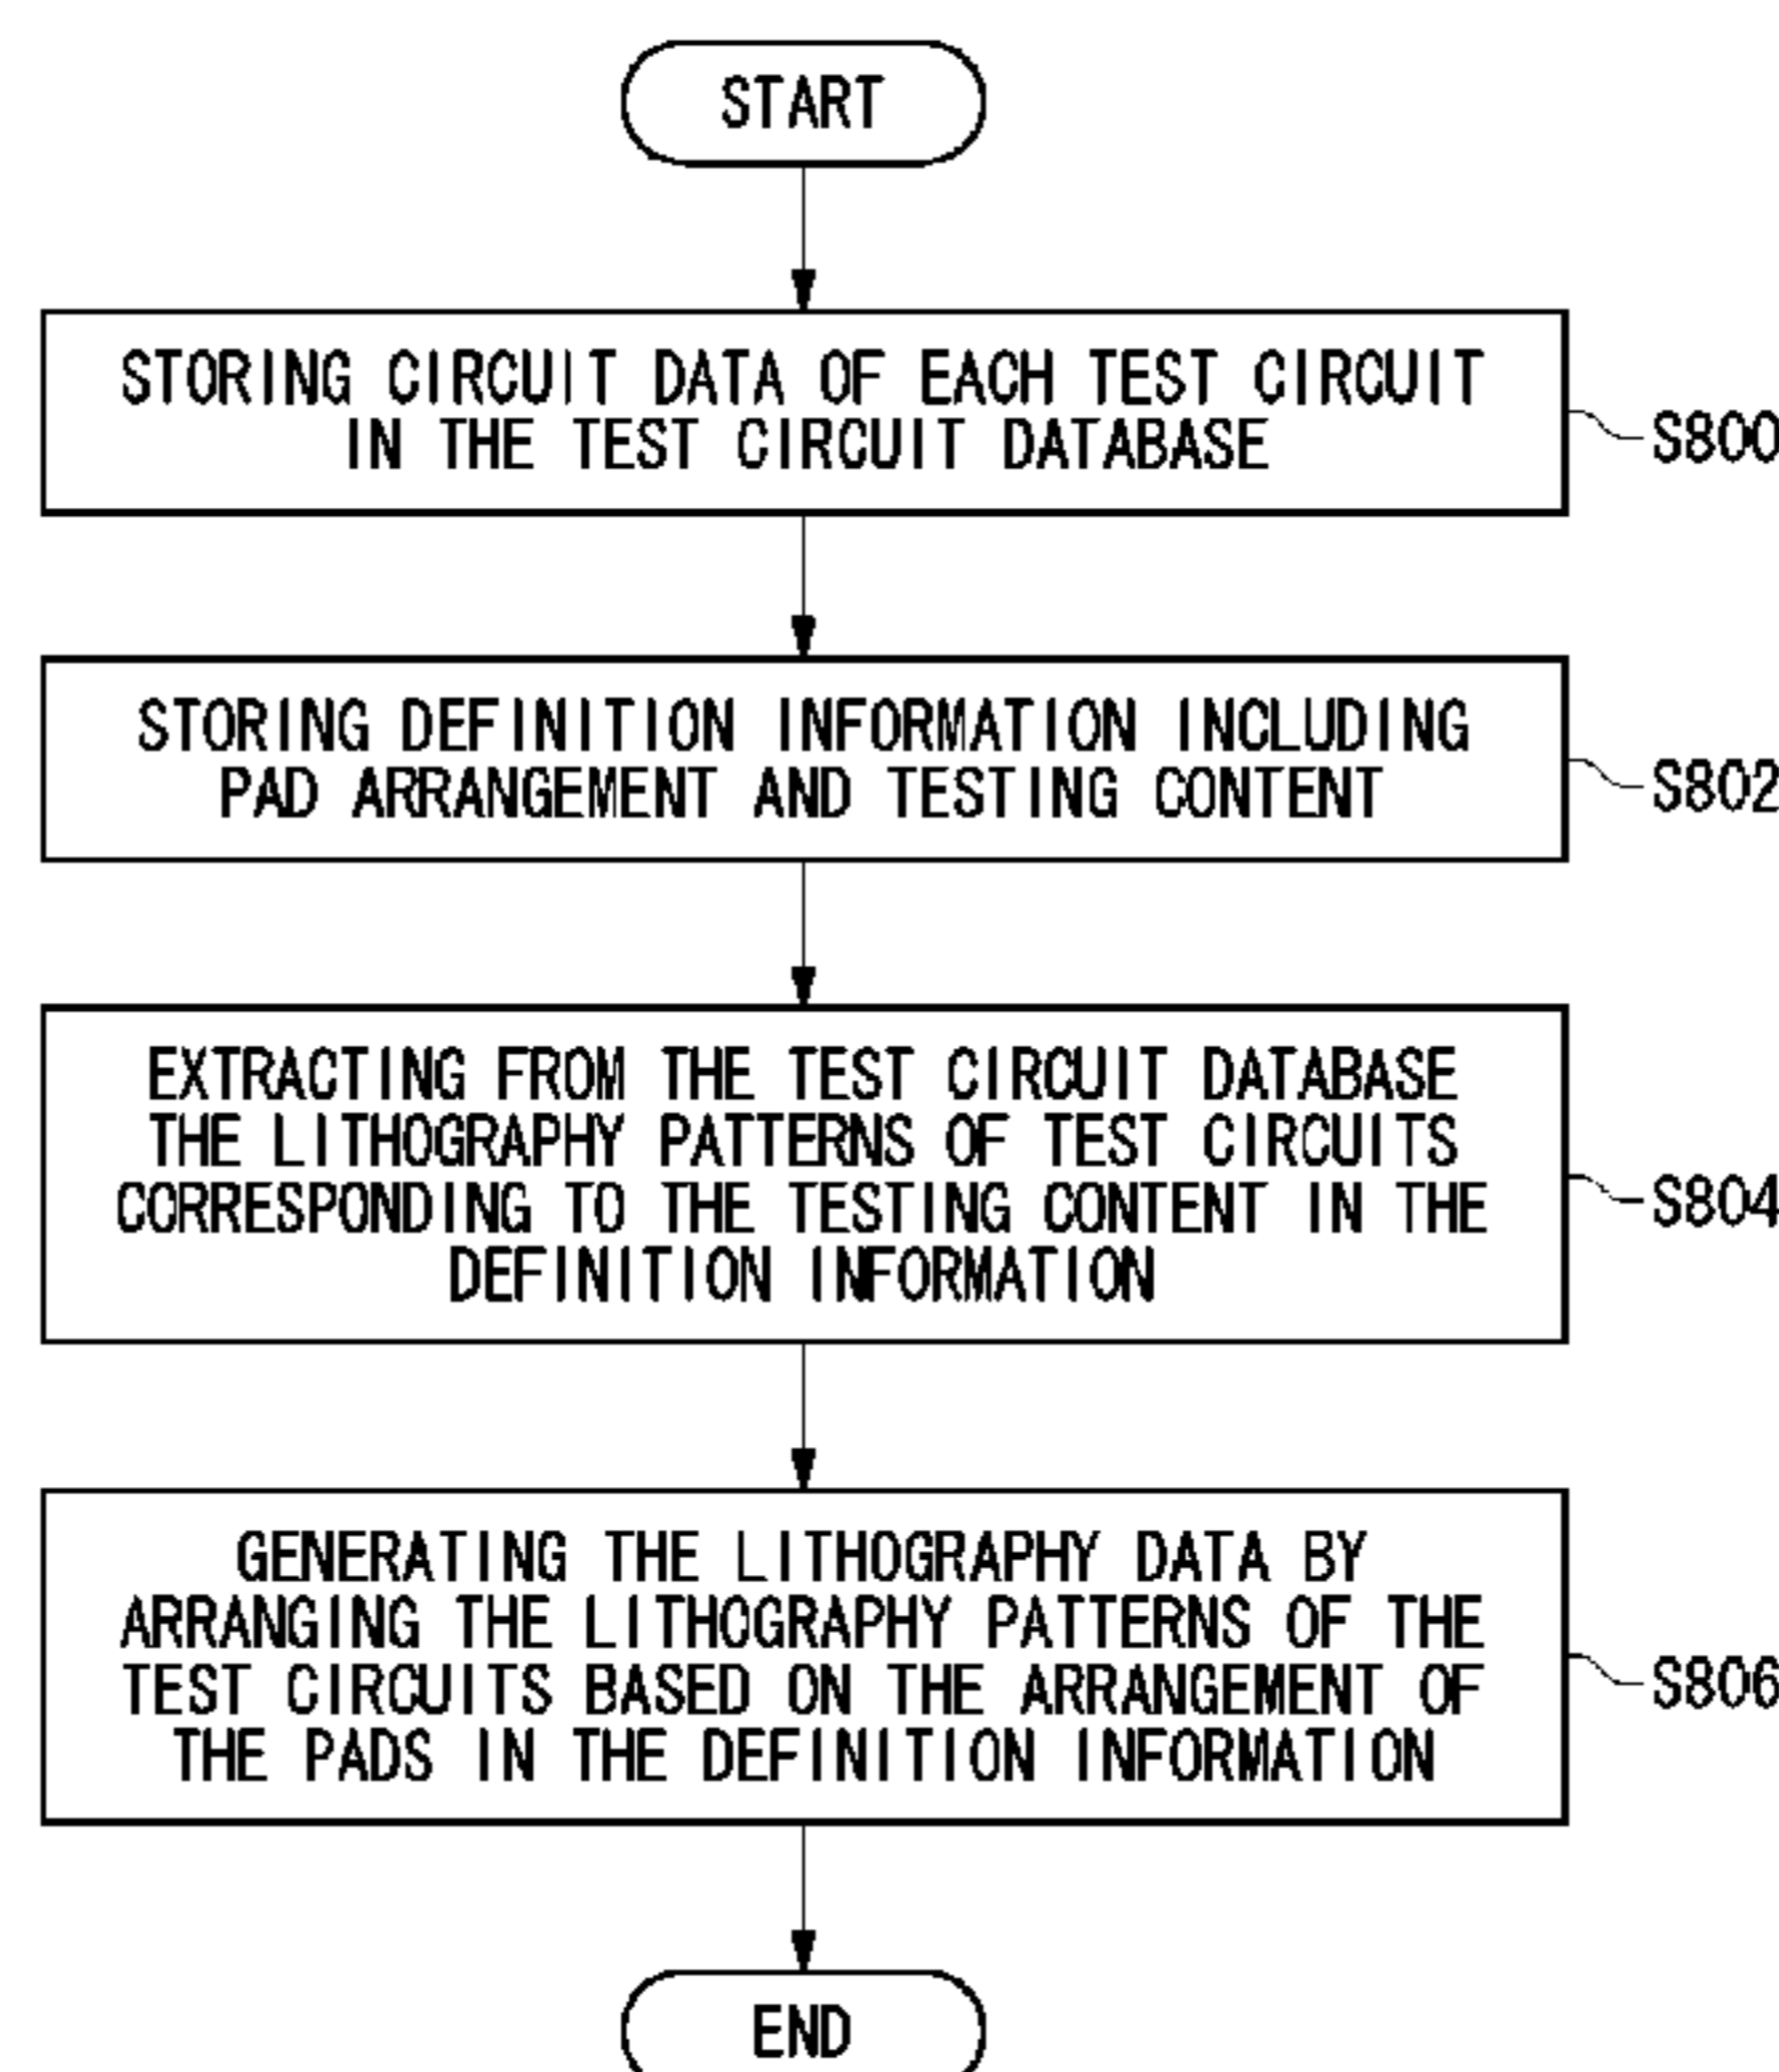 START
STORING CIRCUIT DATA OF EACH TEST CIRCUIT
IN THE TEST CIRCUIT DATABASE
S800
STORING DEFINITION INFORMATION INCLUDING
PAD ARRANGEMENT AND TESTING CONTENT
S802
EXTRACTING FROM THE TEST CIRCUIT DATABASE
THE LITHOGRAPHY PATTERNS OF TEST CIRCUITS
CORRESPONDING TO THE TESTING CONTENT IN THE
DEFINITION INFORMATION
S804
GENERATING THE LITHOGRAPHY DATA BY
ARRANGING THE LITHOGRAPHY PATTERNS OF THE
TEST CIRCUITS BASED ON THE ARRANGEMENT OF
THE PADS IN THE DEFINITION INFORMATION
S806
END